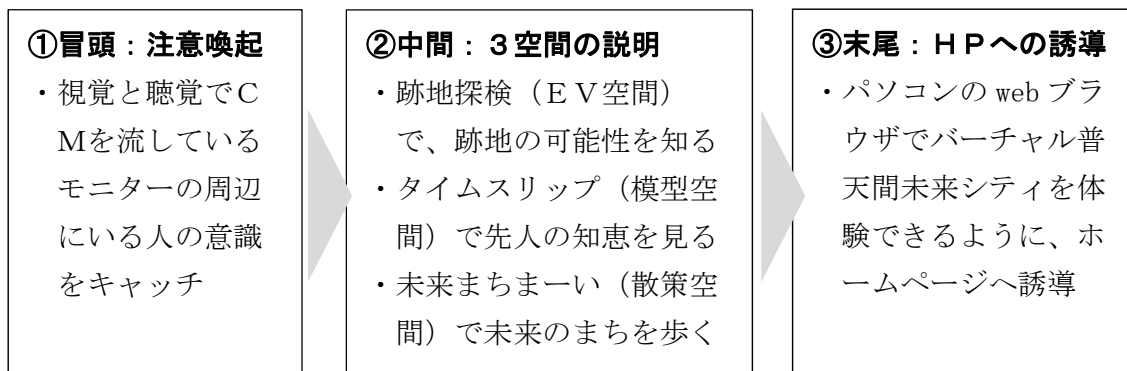 ①冒頭：注意喚起
・視覚と聴覚でＣ
Ｍを流している
モニターの周辺
にいる人の意識
をキャッチ
②中間：３空間の説明
・跡地探検（ＥＶ空間）
で、跡地の可能性を知る
・タイムスリップ（模型空
間）で先人の知恵を見る
・未来まちまーい（散策空
間）で未来のまちを歩く
③末尾：ＨＰへの誘導
・パソコンの web ブラ
ウザでバーチャル普
天間未来シティを体
験できるように、ホ
ームページへ誘導